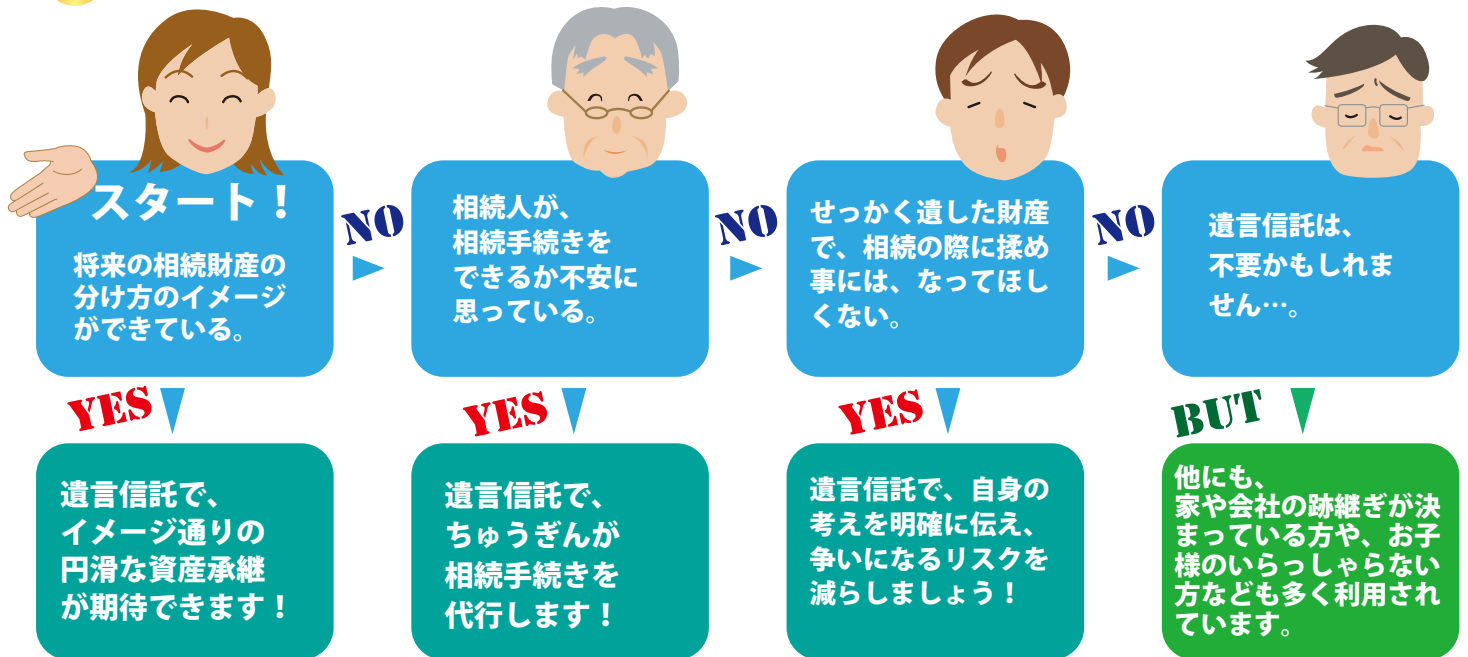 スタート！
将来の相続財産の
分け方のイメージ
ができている。
NO
相続人が、
相続手続きを
できるか不安に
思っている。
NO
せっかく遺した財産
で、相続の際に揉め
事には、なってほし
くない。
NO
遺言信託は、
不要かもしれま
せん…。
YES
遺言信託で、
イメージ通りの
円滑な資産承継
が期待できます！
YES
遺言信託で、
ちゅうぎんが
相続手続きを
代行します！
YES
遺言信託で、自身の
考えを明確に伝え、
争いになるリスクを
減らしましょう！
BUT
他にも、
家や会社の跡継ぎが決
まっている方や、お子
様のいらっしゃらない
方なども多く利用され
ています。